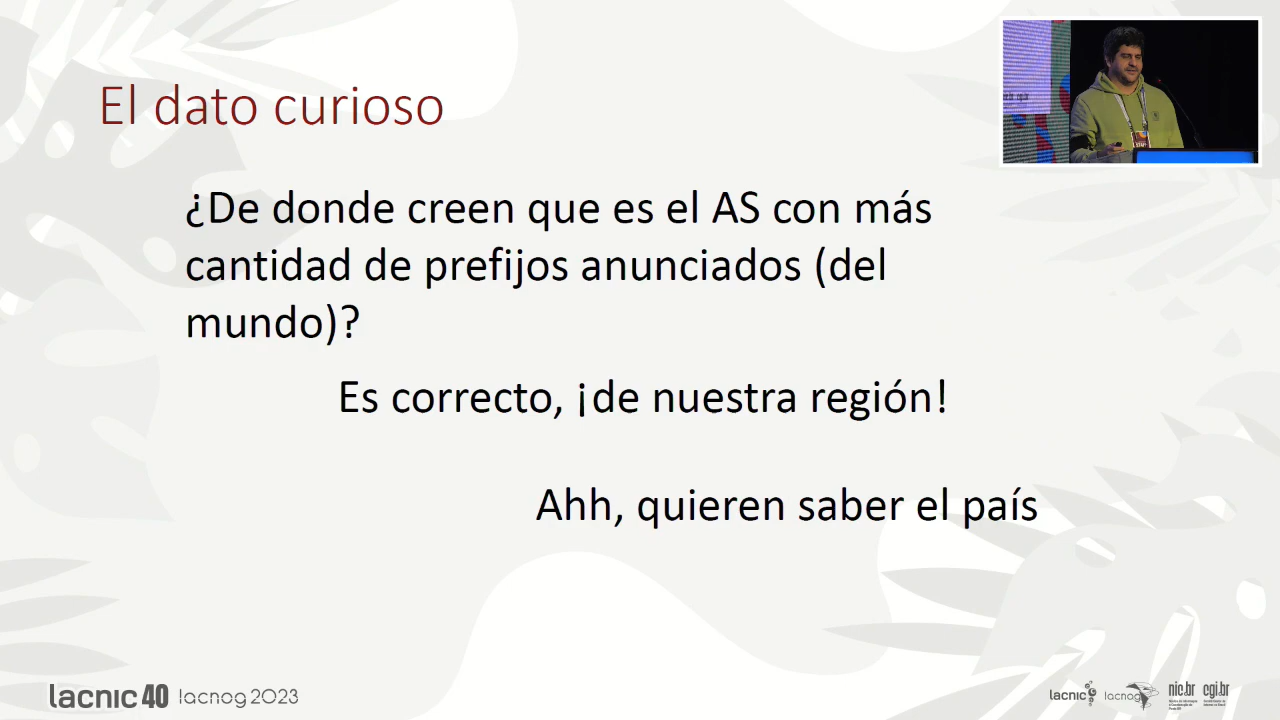 El dato curioso
¿De donde creen que es el AS con más
cantidad de prefijos anunciados (del
mundo)?
Es correcto, ¡de nuestra región!
Ahh, quieren saber el país
lacnic 40 lacnog 2023
lacnic lacnog nic.br cgi.br